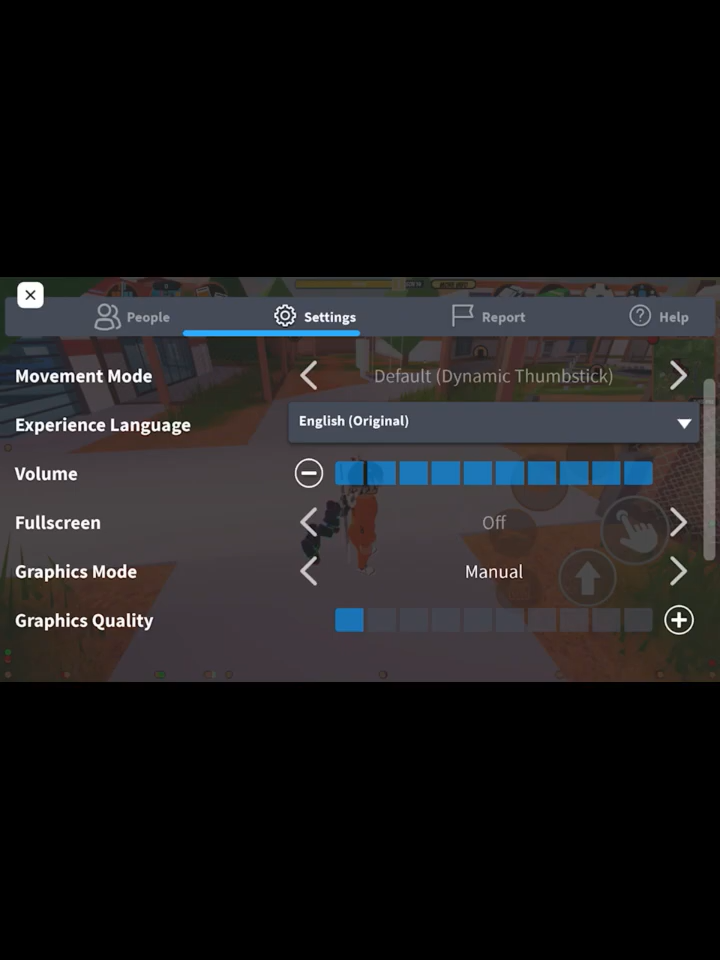 People
Settings
Report
Help
Movement Mode
Default (Dynamic Thumbstick)
Experience Language
English (Original)
Volume
Fullscreen
Off
Graphics Mode
Manual
Graphics Quality